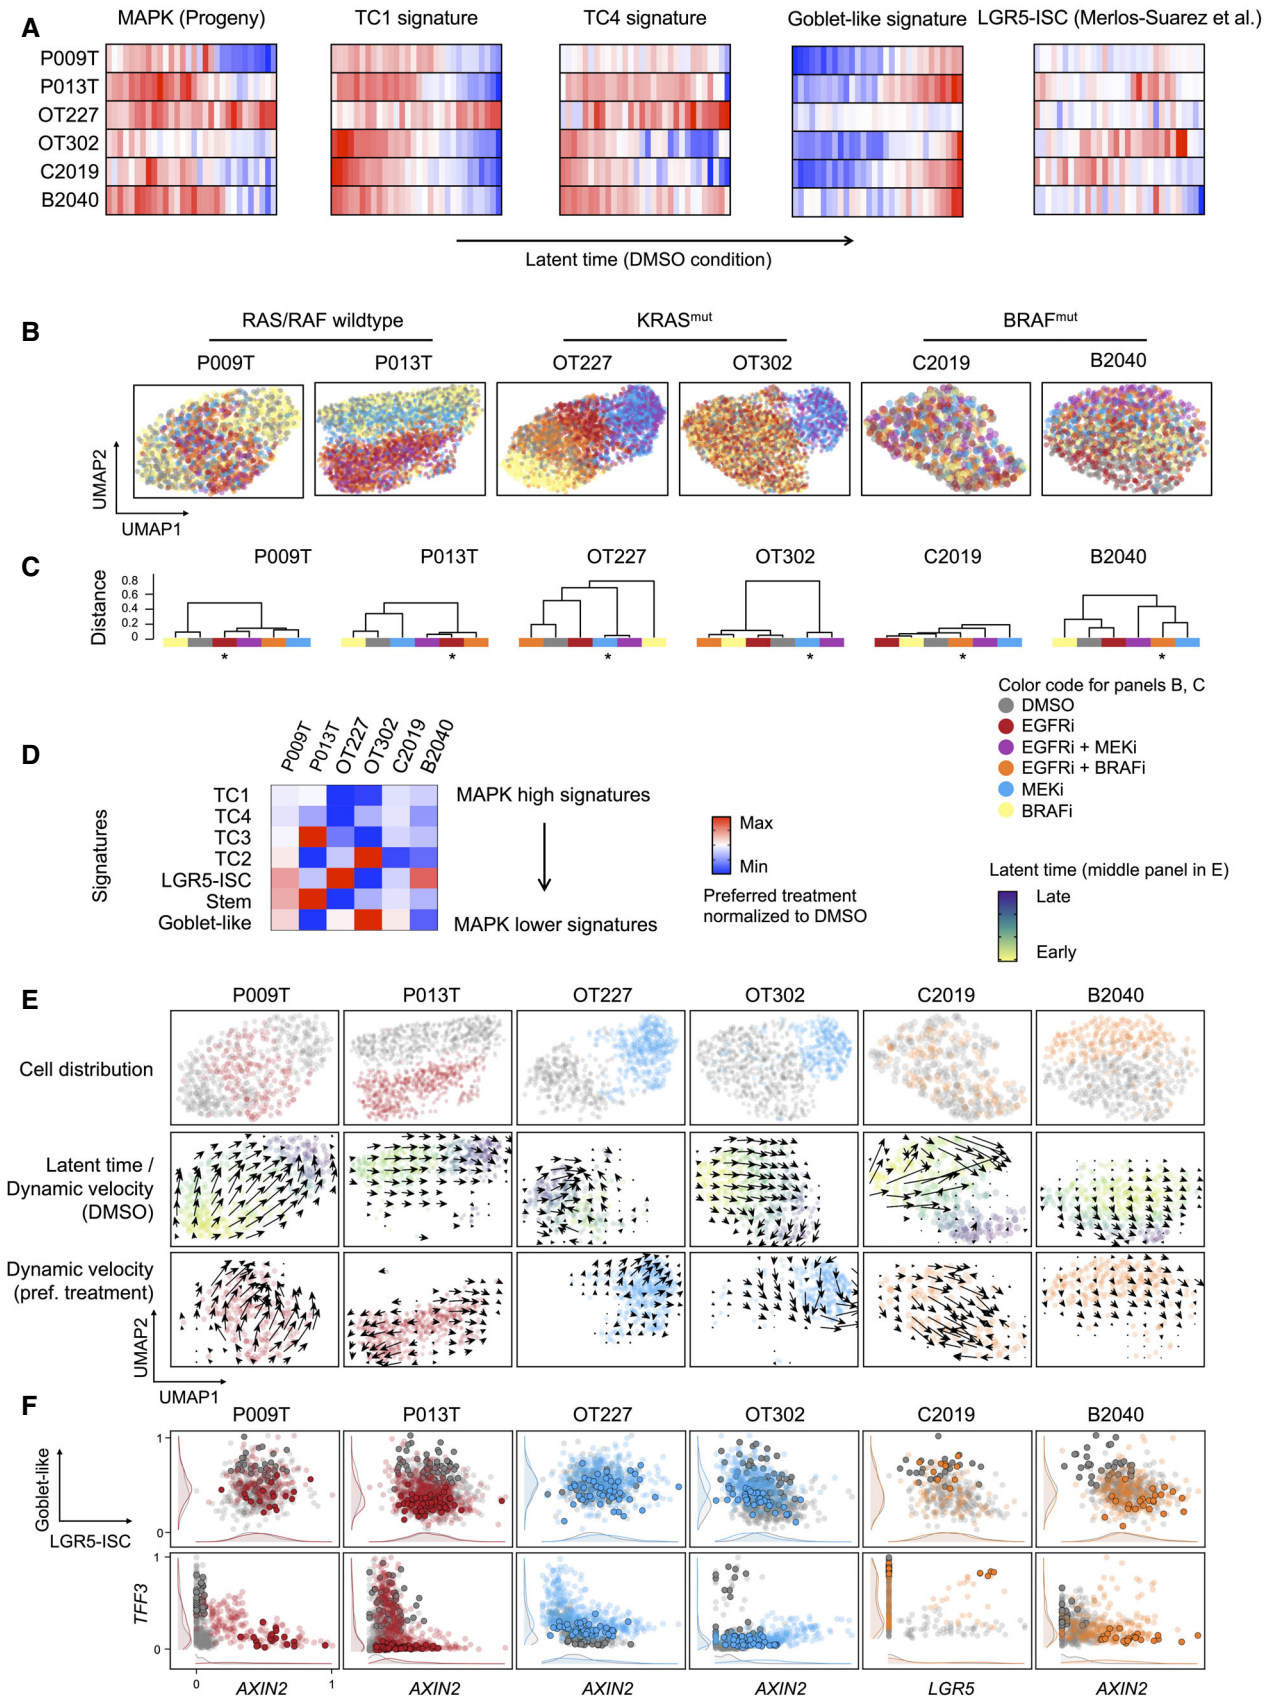 A
MAPK (Progeny)
TC1 signature
TC4 signature
Goblet-like signature
LGR5-ISC (Merlos-Suarez et al.)
P009T
P013T
OT227
OT302
C2019
B2040
Latent time (DMSO condition)
B
RAS/RAF wildtype
KRASmut
BRAFmut
P009T
P013T
OT227
OT302
C2019
B2040
UMAP2
UMAP1
C
P009T
P013T
OT227
OT302
C2019
B2040
Distance
0.8
0.6
0.4
0.2
0
* * * * * *
Color code for panels B, C
DMSO
EGFRi
EGFRi + MEKi
EGFRi + BRAFi
MEKi
BRAFi
D
P009T
P013T
OT227
OT302
C2019
B2040
Signatures
TC1
TC4
TC3
TC2
LGR5-ISC
Stem
Goblet-like
MAPK high signatures
MAPK lower signatures
Max
Min
Preferred treatment
normalized to DMSO
Latent time (middle panel in E)
Late
Early
E
P009T
P013T
OT227
OT302
C2019
B2040
Cell distribution
Latent time /
Dynamic velocity
(DMSO)
Dynamic velocity
(pref. treatment)
UMAP2
UMAP1
F
P009T
P013T
OT227
OT302
C2019
B2040
Goblet-like
LGR5-ISC
1
0
TFF3
1
0
0 1
AXIN2
AXIN2
AXIN2
AXIN2
LGR5
AXIN2